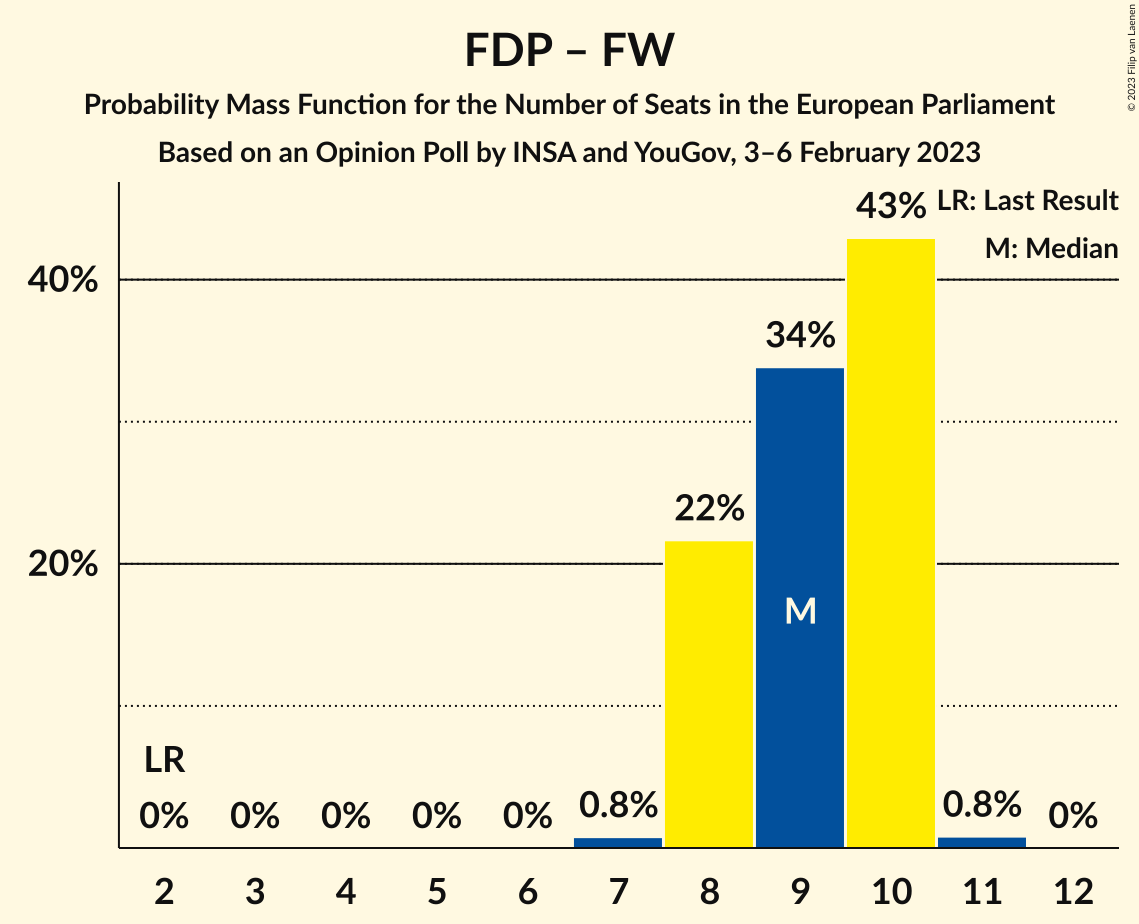 FDP – FW
Probability Mass Function for the Number of Seats in the European Parliament
Based on an Opinion Poll by INSA and YouGov, 3–6 February 2023
© 2023 Filip van Laenen
LR: Last Result
M: Median
43%
40%
34%
22%
20%
M
LR
0%
0%
0%
0%
0%
0.8%
0.8%
0%
2 3 4 5 6 7 8 9 10 11 12